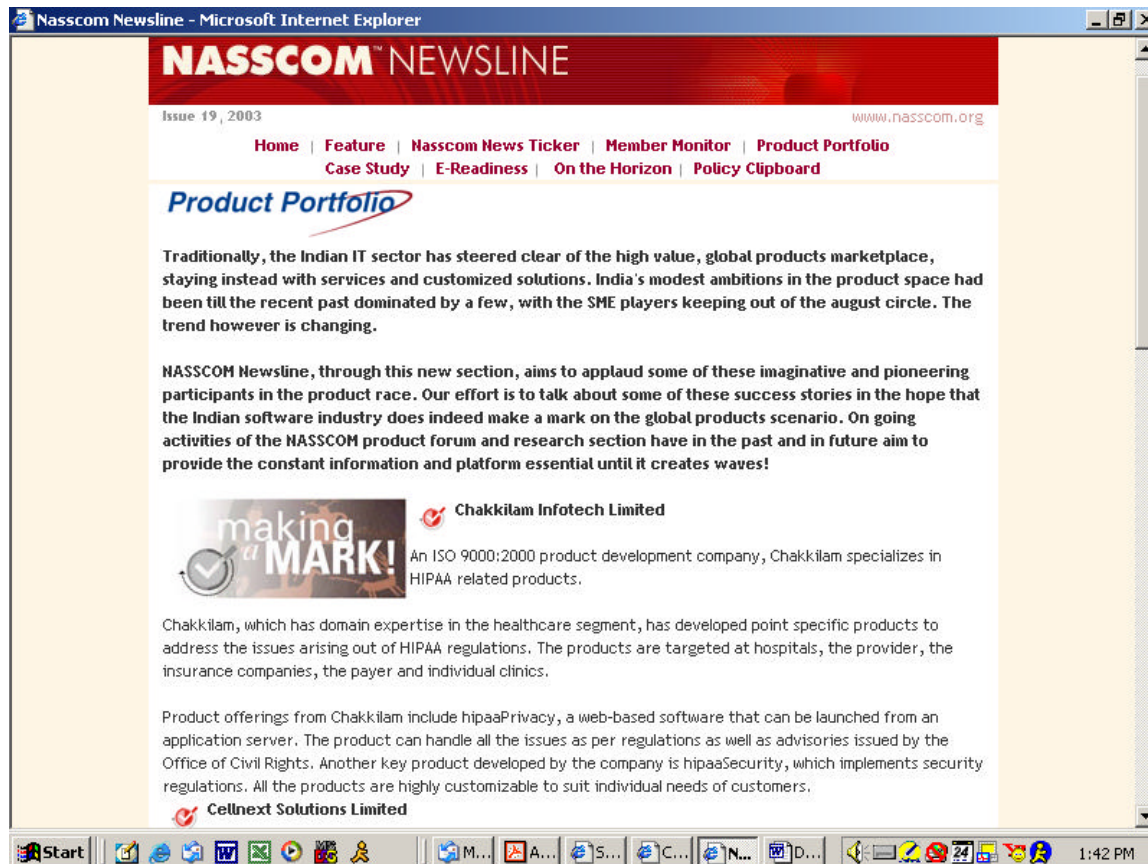 Nasscom Newsline - Microsoft Internet Explorer
NASSCOM™ NEWSLINE
Issue 19, 2003 www.nasscom.org
Home | Feature | Nasscom News Ticker | Member Monitor | Product Portfolio
Case Study | E-Readiness | On the Horizon | Policy Clipboard
Product Portfolio
Traditionally, the Indian IT sector has steered clear of the high value, global products marketplace,
staying instead with services and customized solutions. India's modest ambitions in the product space had
been till the recent past dominated by a few, with the SME players keeping out of the august circle. The
trend however is changing.
NASSCOM Newsline, through this new section, aims to applaud some of these imaginative and pioneering
participants in the product race. Our effort is to talk about some of these success stories in the hope that
the Indian software industry does indeed make a mark on the global products scenario. On going
activities of the NASSCOM product forum and research section have in the past and in future aim to
provide the constant information and platform essential until it creates waves!
making
a MARK!
Chakkilam Infotech Limited
An ISO 9000:2000 product development company, Chakkilam specializes in
HIPAA related products.
Chakkilam, which has domain expertise in the healthcare segment, has developed point specific products to
address the issues arising out of HIPAA regulations. The products are targeted at hospitals, the provider, the
insurance companies, the payer and individual clinics.
Product offerings from Chakkilam include hipaaPrivacy, a web-based software that can be launched from an
application server. The product can handle all the issues as per regulations as well as advisories issued by the
Office of Civil Rights. Another key product developed by the company is hipaaSecurity, which implements security
regulations. All the products are highly customizable to suit individual needs of customers.
Cellnext Solutions Limited
Start M... A... S... C... N... D... 24 1:42 PM